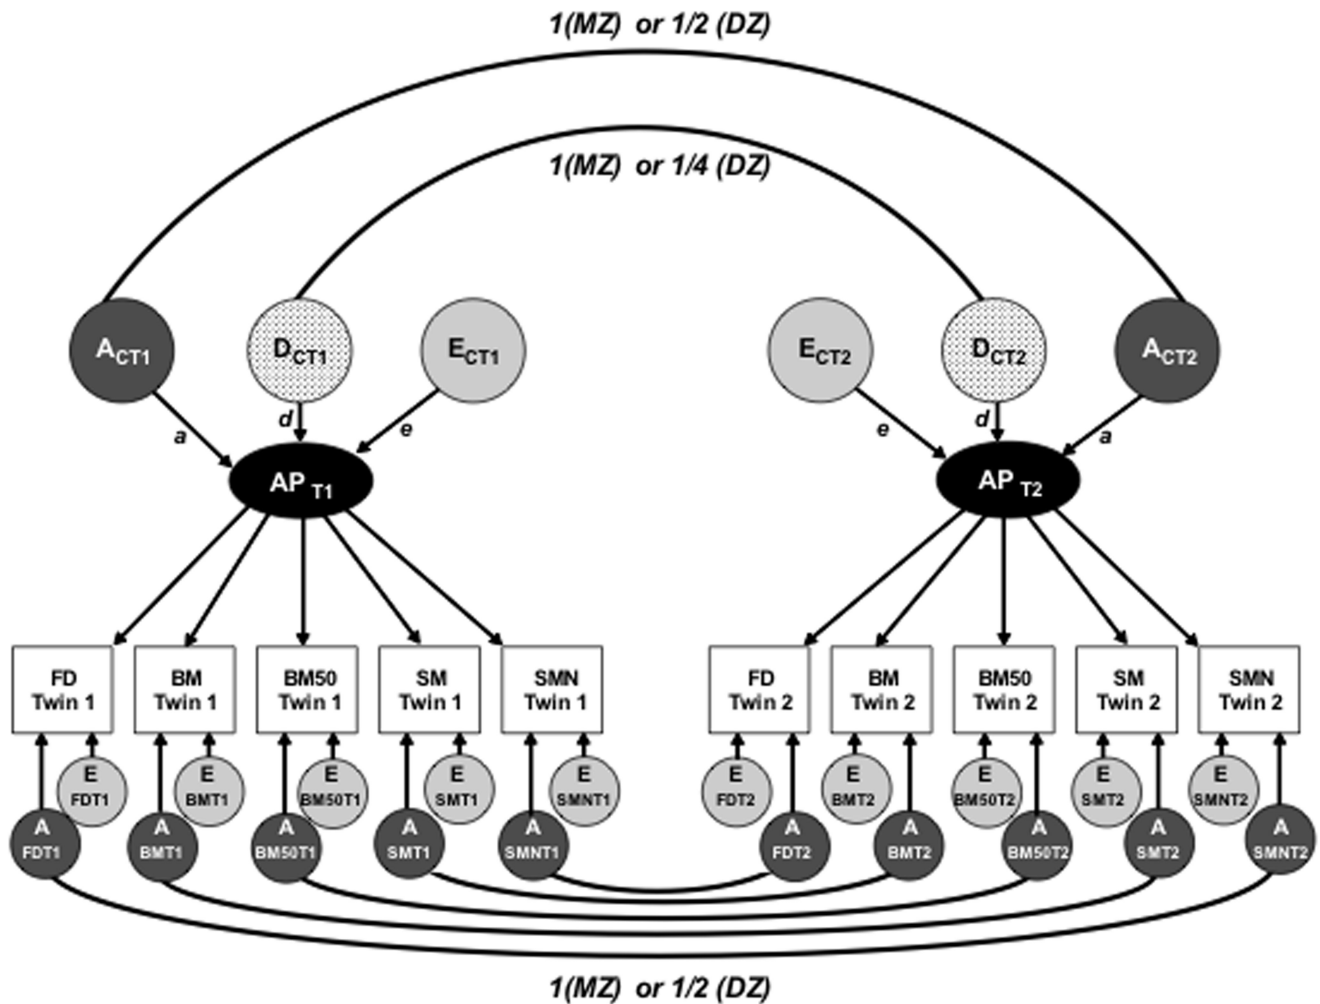 1(MZ) or 1/2 (DZ)
1(MZ) or 1/4 (DZ)
ACT1
DCT1
ECT1
ECT2
DCT2
ACT2
a
d
e
e
d
a
AP T1
AP T2
FD
Twin 1
BM
Twin 1
BM50
Twin 1
SM
Twin 1
SMN
Twin 1
FD
Twin 2
BM
Twin 2
BM50
Twin 2
SM
Twin 2
SMN
Twin 2
E
FDT1
E
BMT1
E
BM50T1
E
SMT1
E
SMNT1
E
FDT2
E
BMT2
E
BM50T2
E
SMT2
E
SMNT2
A
FDT1
A
BMT1
A
BM50T1
A
SMT1
A
SMNT1
A
FDT2
A
BMT2
A
BM50T2
A
SMT2
A
SMNT2
1(MZ) or 1/2 (DZ)